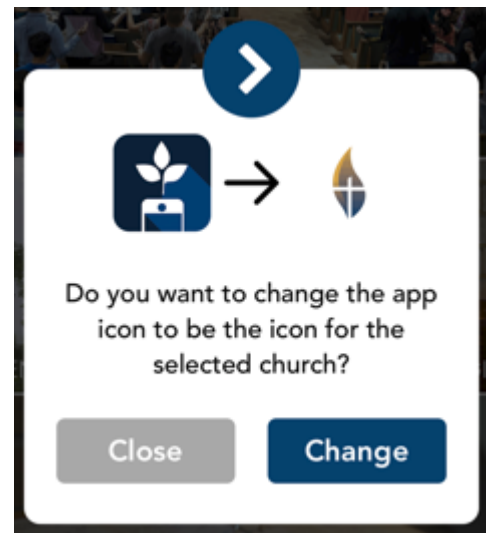 Do you want to change the app
icon to be the icon for the
selected church?
Close
Change